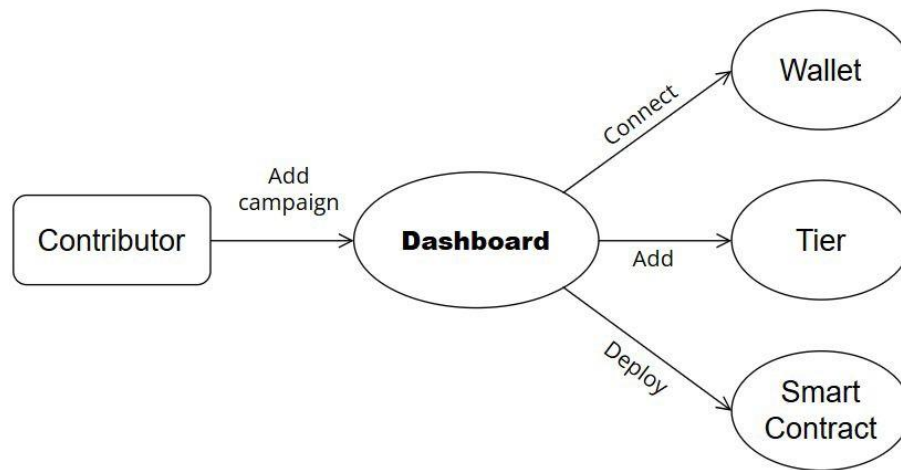 Wallet
Connect
Add
campaign
Contributor
Dashboard
Add
Tier
Deploy
Smart
Contract